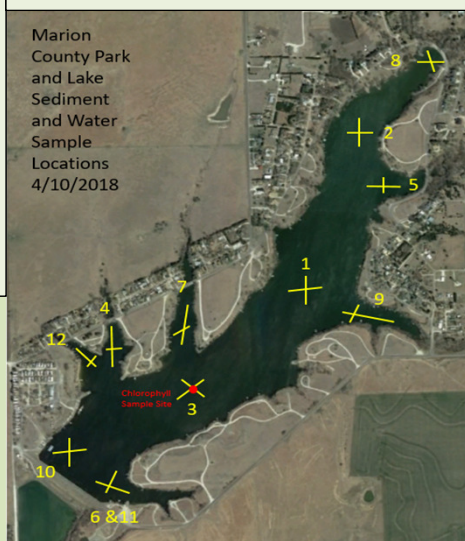 Marion
County Park
and Lake
Sediment
and Water
Sample
Locations
4/10/2018
8
2
5
1
9
7
4
12
Chlorophyll
Sample Site
3
10
6 &11